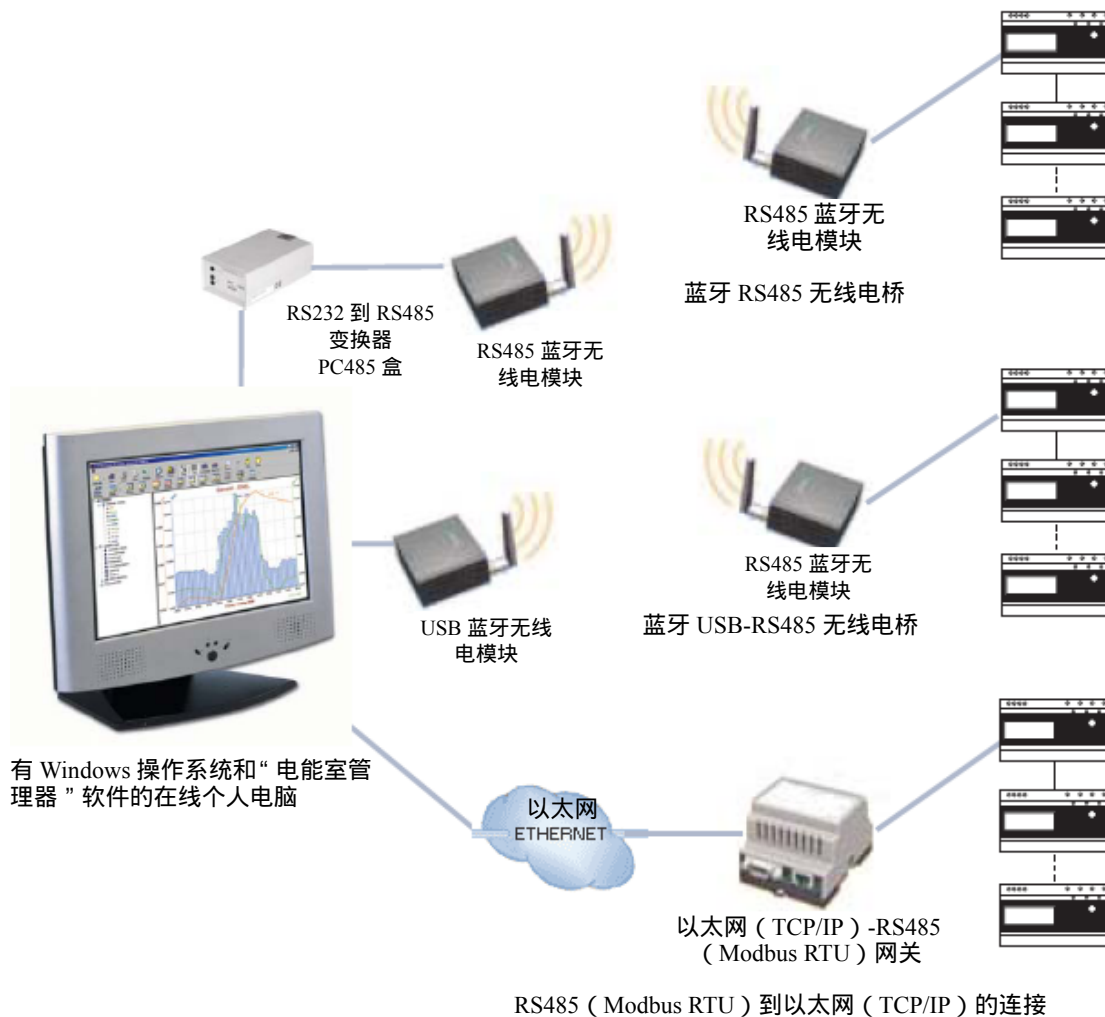 RS485 蓝牙无
线电模块
蓝牙 RS485 无线电桥
RS232 到 RS485
变换器
PC485 盒
RS485 蓝牙无
线电模块
USB 蓝牙无线
电模块
RS485 蓝牙无
线电模块
蓝牙 USB-RS485 无线电桥
有 Windows 操作系统和“电能室管
理器”软件的在线个人电脑
以太网
ETHERNET
以太网（TCP/IP）-RS485
（Modbus RTU）网关
RS485（Modbus RTU）到以太网（TCP/IP）的连接